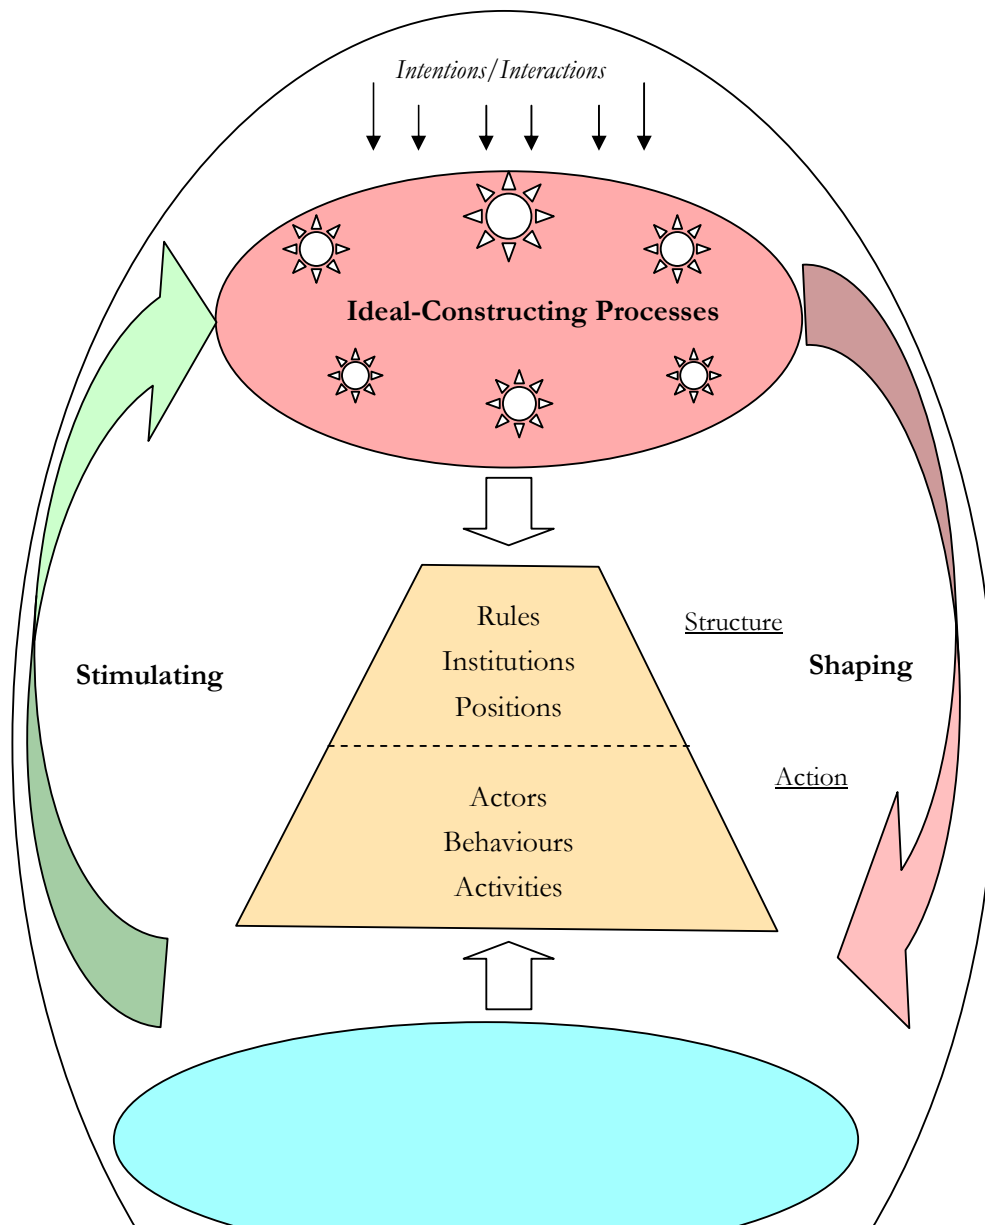 Intentions/Interactions
Ideal-Constructing Processes
Rules
Structure
Institutions
Stimulating
Shaping
Positions
Action
Actors
Behaviours
Activities